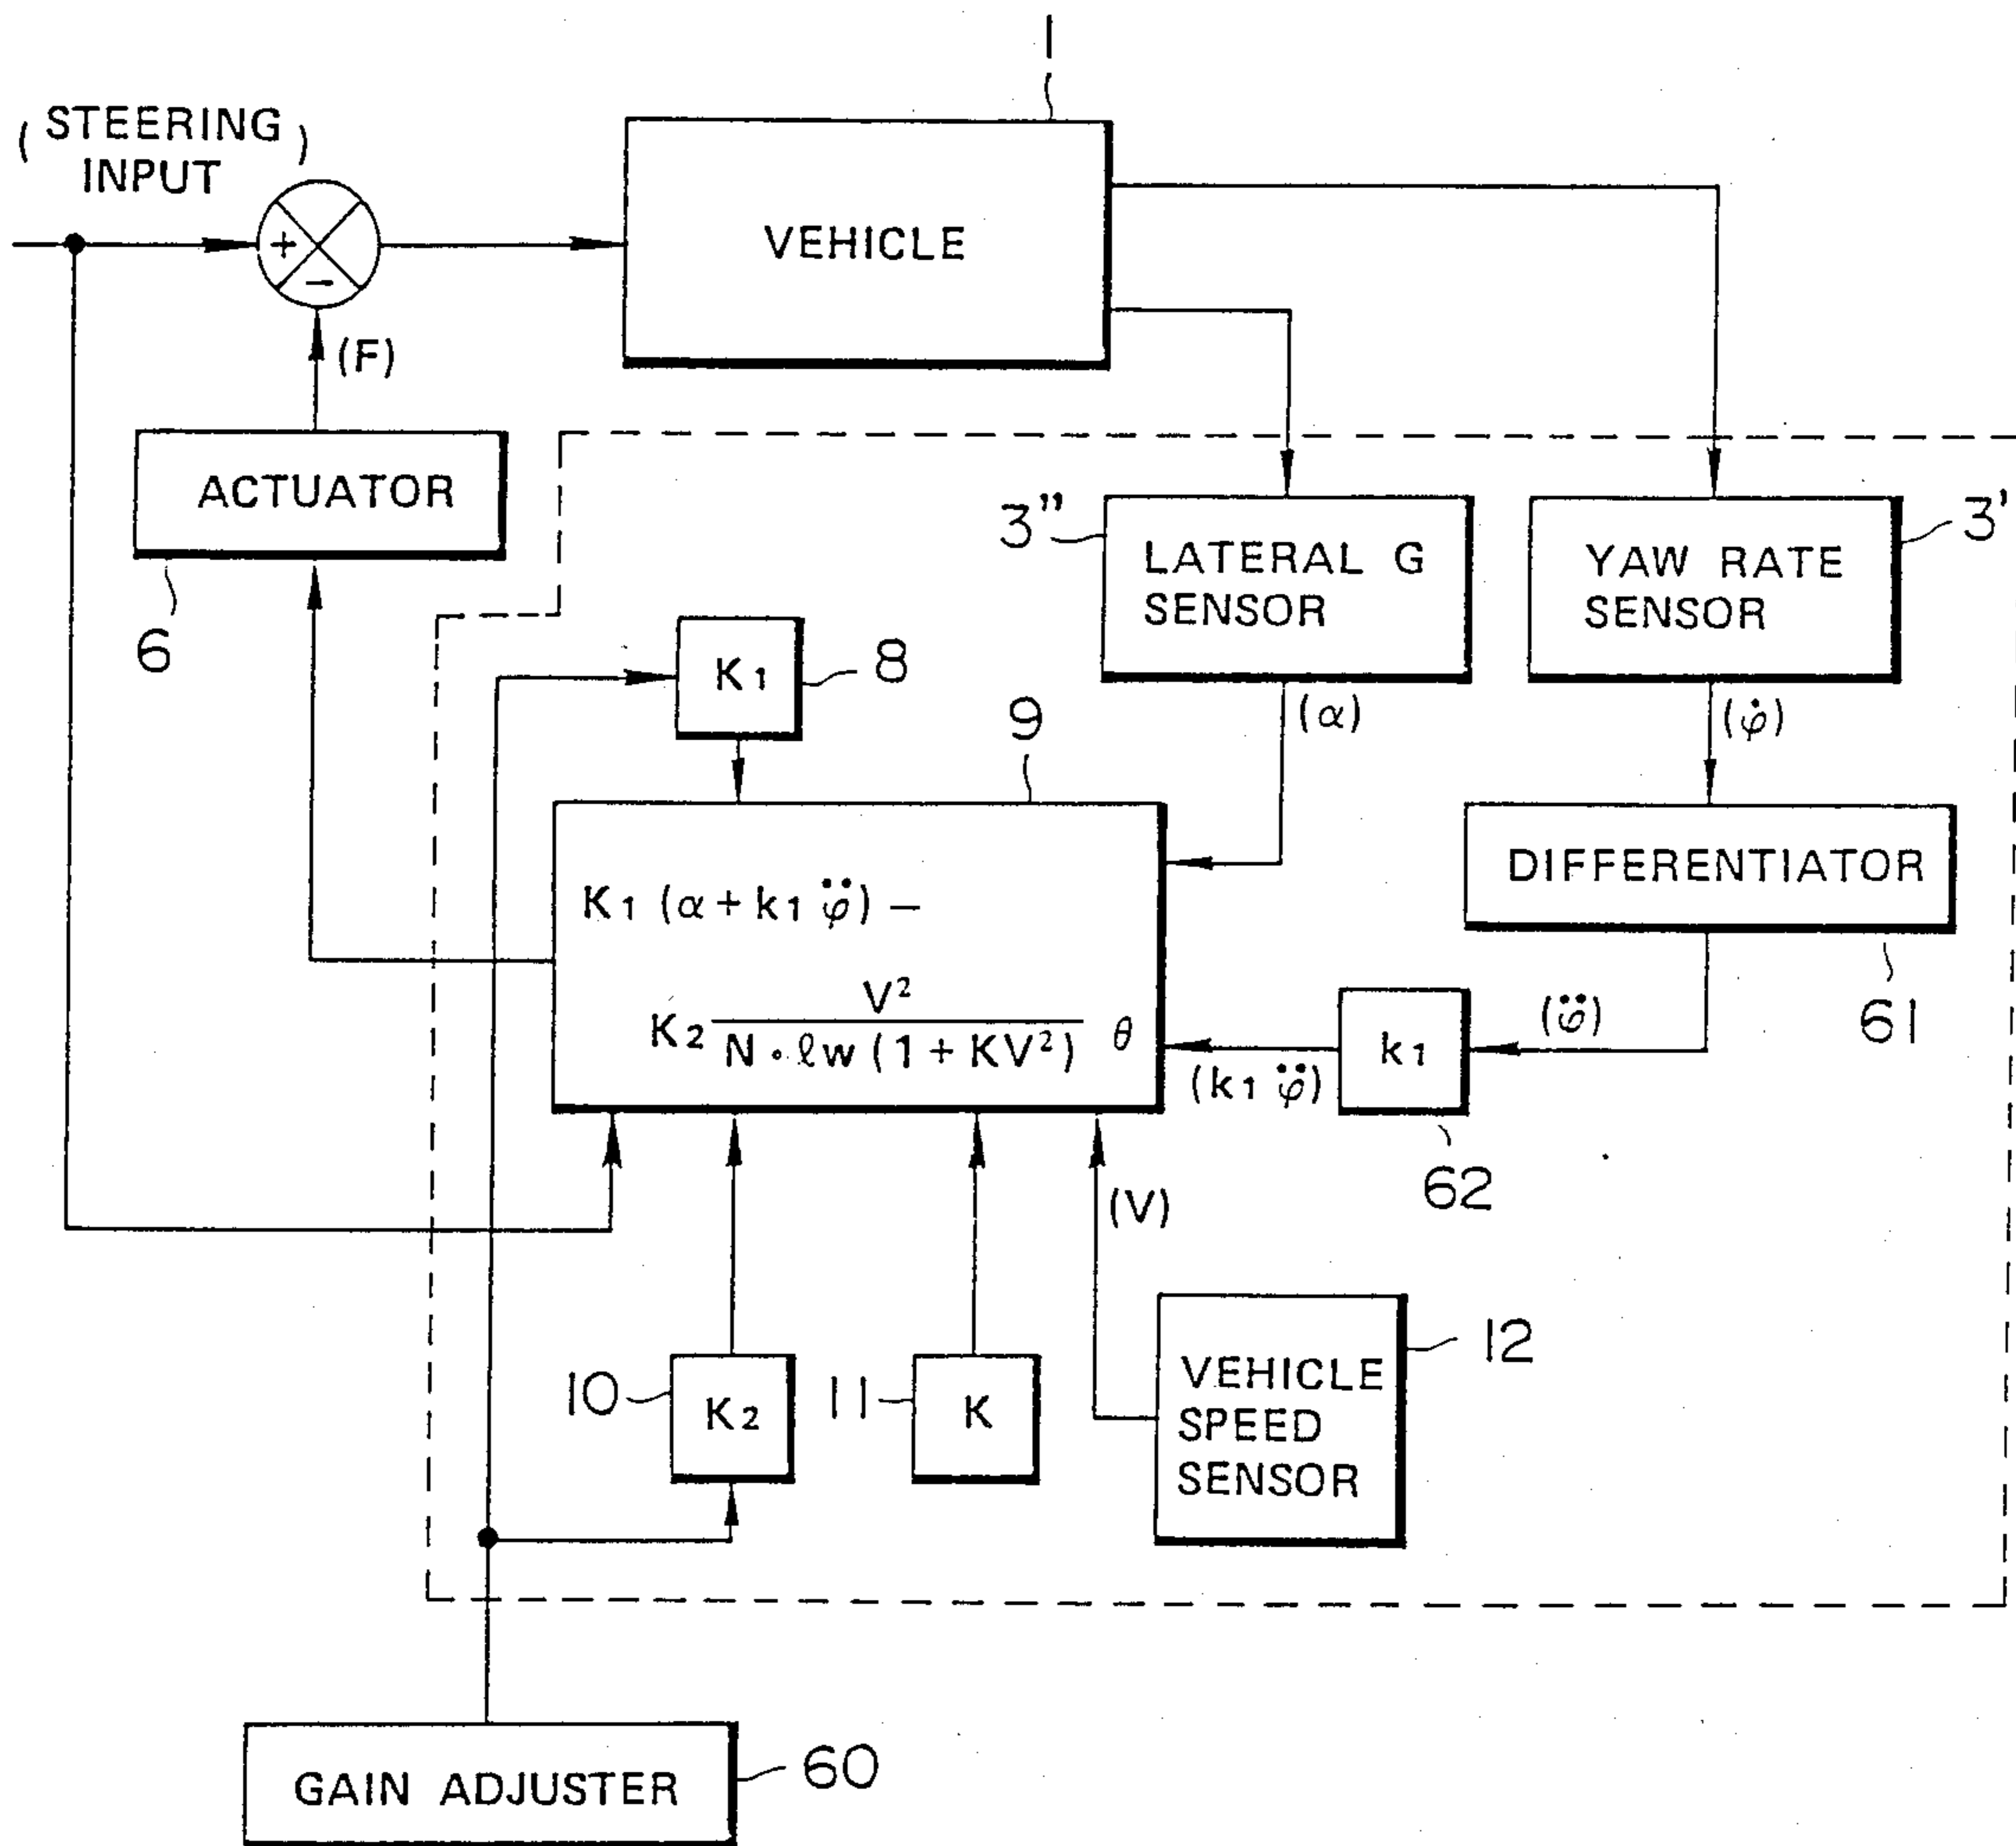 1
( STEERING )
INPUT
+
−
VEHICLE
(F)
ACTUATOR
6
3''
LATERAL G
SENSOR
3'
YAW RATE
SENSOR
K1
8
9
(α)
(φ̇)
DIFFERENTIATOR
61
K1 (α + k1 φ̈) −
K2 V² / N • ℓw (1 + KV²) θ
(φ̈)
k1
62
(k1 φ̈)
(V)
10
K2
11
K
12
VEHICLE
SPEED
SENSOR
GAIN ADJUSTER
60